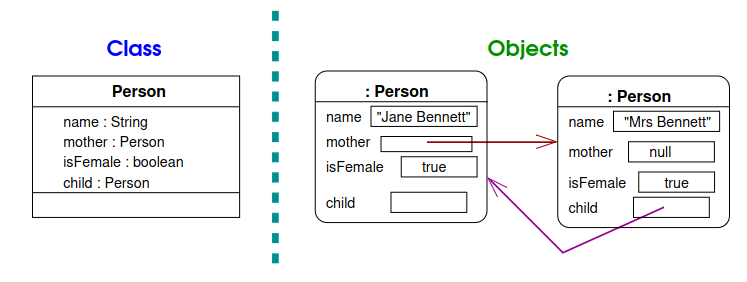 Class
Person
name : String
mother : Person
isFemale : boolean
child : Person
Objects
: Person
name "Jane Bennett"
mother
isFemale true
child
: Person
name "Mrs Bennett"
mother null
isFemale true
child